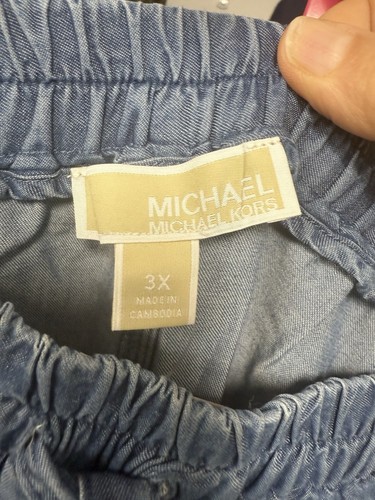 MICHAEL
MICHAEL KORS
3X
MADE IN
CAMBODIA